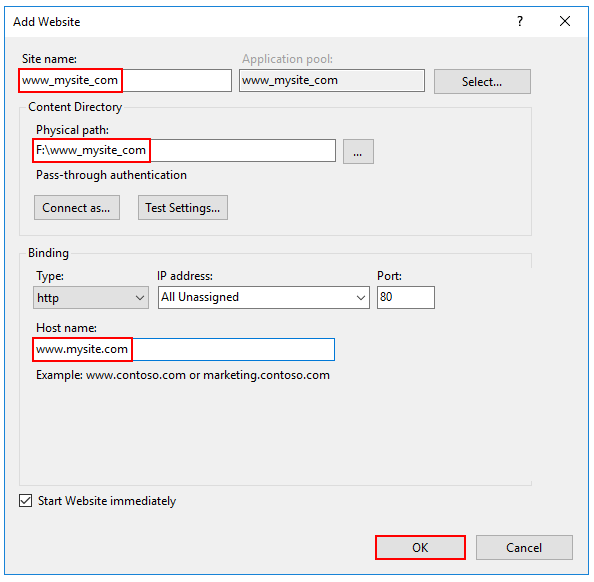 Add Website
?
Site name:
Application pool:
www_mysite_com
www_mysite_com
Select...
Content Directory
Physical path:
F:\www_mysite_com
...
Pass-through authentication
Connect as...
Test Settings...
Binding
Type:
IP address:
Port:
http
All Unassigned
80
Host name:
www.mysite.com
Example: www.contoso.com or marketing.contoso.com
Start Website immediately
OK
Cancel